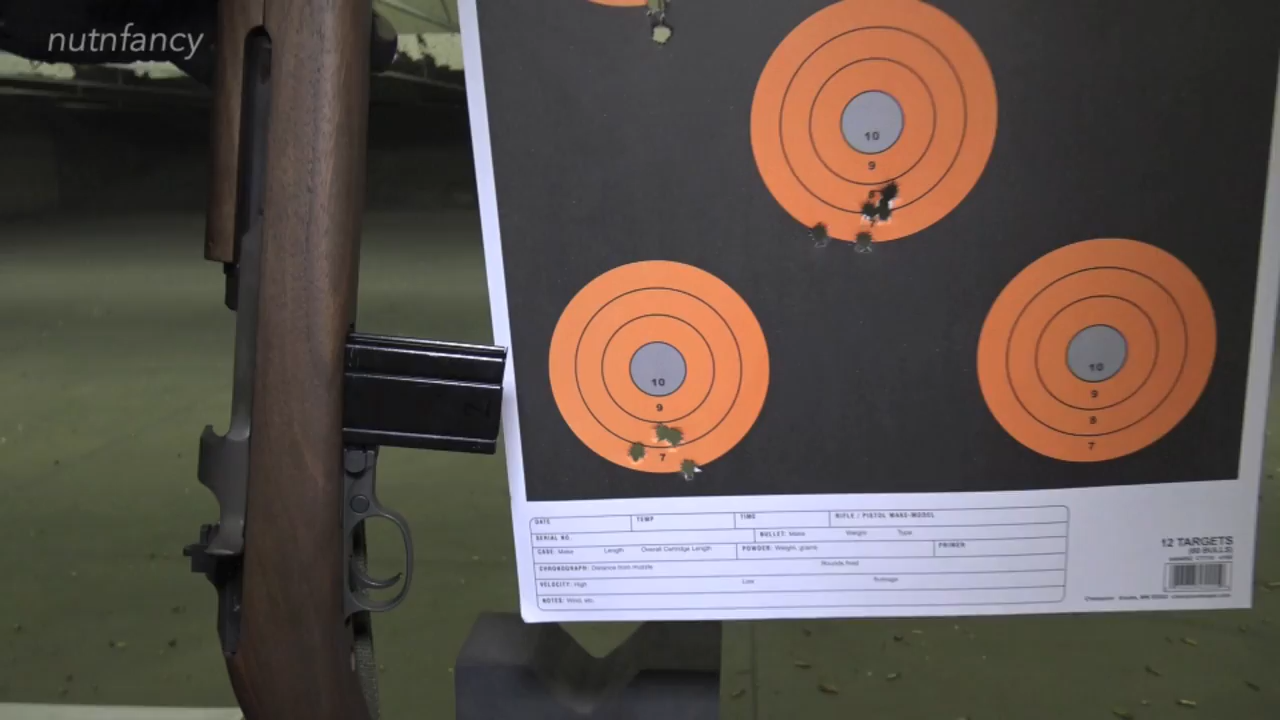 nutnfancy
10
9
10
9
7
10
9
8
7
DATE TEMP TIME RIFLE / PISTOL MAKE-MODEL
SERIAL NO. BULLET: Make Weight Type
CASE: Make Length Overall Cartridge Length POWDER: Weight, grains PRIMER
CHRONOGRAPH: Distance from muzzle Rounds fired
VELOCITY: High Low Average
NOTES: Wind, etc.
12 TARGETS
(60 BULLS)